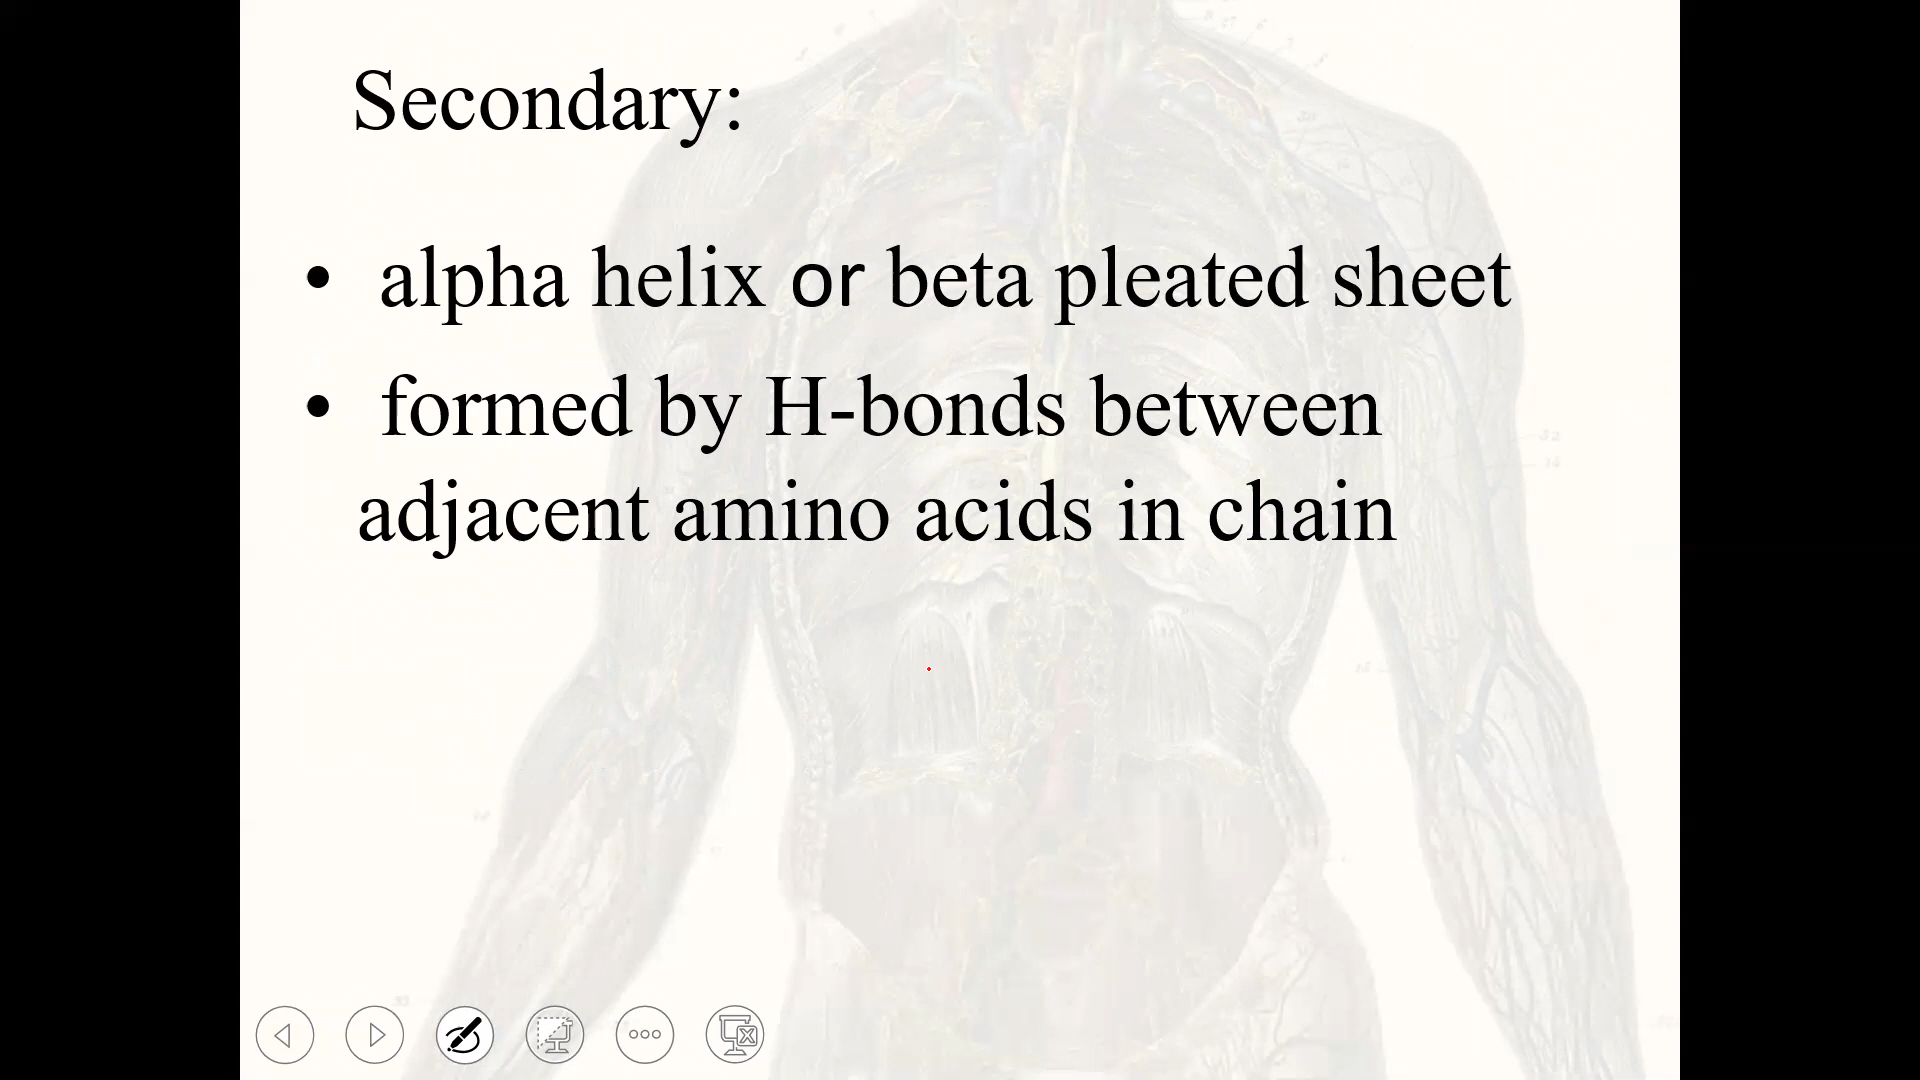 Secondary:
• alpha helix or beta pleated sheet
• formed by H-bonds between
adjacent amino acids in chain